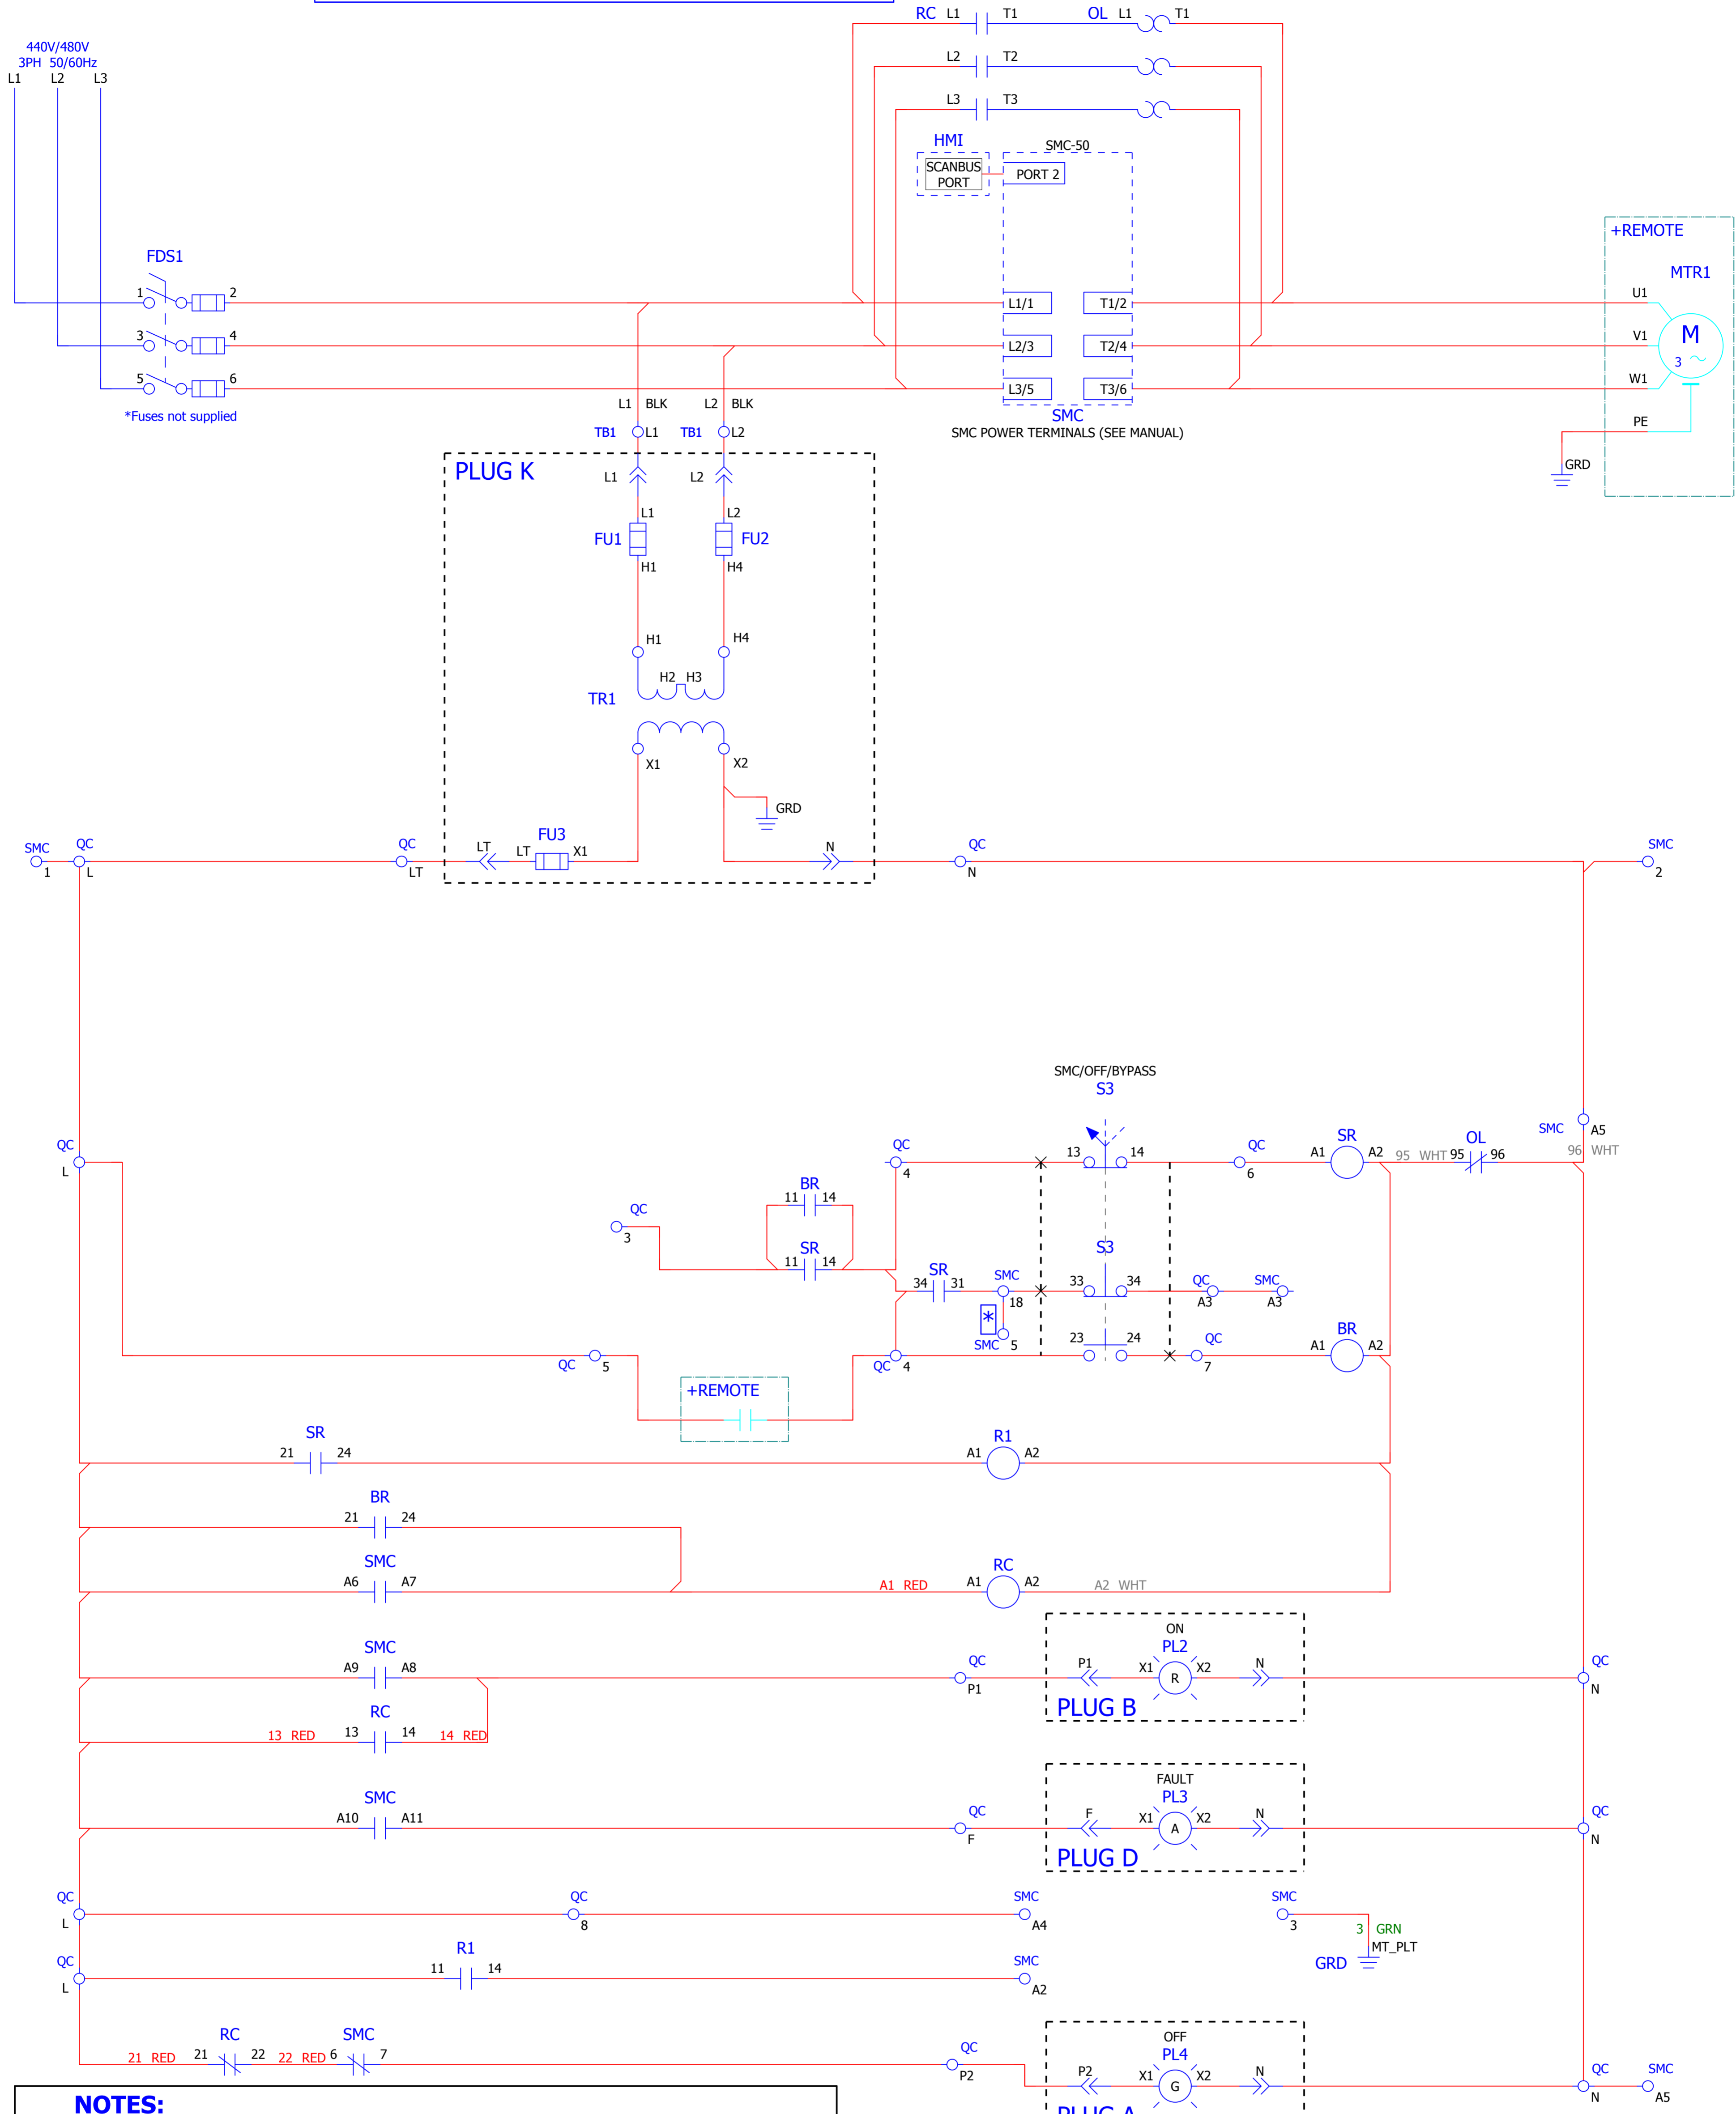 RC L1 T1 OL L1 T1
440V/480V
3PH 50/60Hz
L1 L2 L3
L2 T2
L3 T3
HMI
SMC-50
SCANBUS
PORT
PORT 2
+REMOTE
MTR1
FDS1
1 2
L1/1 T1/2
U1
3 4
L2/3 T2/4
V1
M
3
5 6
L3/5 T3/6
W1
*Fuses not supplied
L1 BLK L2 BLK
SMC
SMC POWER TERMINALS (SEE MANUAL)
PE
TB1 L1 TB1 L2
GRD
PLUG K
L1 L2
L1 L2
FU1 FU2
H1 H4
H1 H4
H2 H3
TR1
X1 X2
GRD
SMC QC QC
FU3
LT LT X1 N
QC SMC
1 L LT N 2
SMC/OFF/BYPASS
S3
SMC A5
QC
L
QC
4
13 14
QC
6
SR
A1 A2
95 WHT 95 96
OL
96 WHT
BR
11 14
QC
3
SR
11 14
S3
SR
34 31
SMC
18
33 34
QC
A3
SMC
A3
*
SMC 5
23 24
QC
7
BR
A1 A2
QC 5
QC 4
+REMOTE
SR
21 24
R1
A1 A2
BR
21 24
SMC
A6 A7
A1 RED
RC
A1 A2
A2 WHT
ON
SMC
A9 A8
QC
P1
P1 X1 PL2 R X2 N
PLUG B
QC
N
RC
13 RED 13 14 14 RED
FAULT
SMC
A10 A11
QC
F
F X1 PL3 A X2 N
PLUG D
QC
N
QC
L
QC
8
SMC
A4
SMC
3
3 GRN
MT_PLT
GRD
QC
L
R1
11 14
SMC
A2
OFF
RC SMC
21 RED 21 22 22 RED 6 7
QC
P2
P2 X1 PL4 G X2 N
PLUG A
QC SMC
N A5
NOTES: